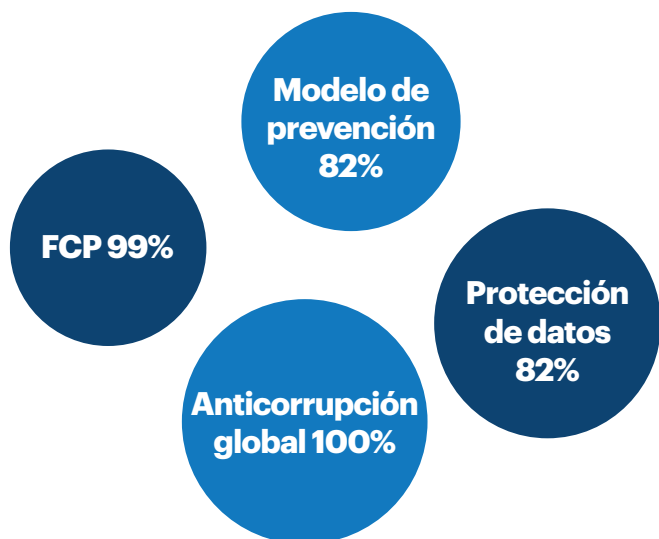 Modelo de
prevención
82%
FCP 99%
Protección
de datos
82%
Anticorrupción
global 100%